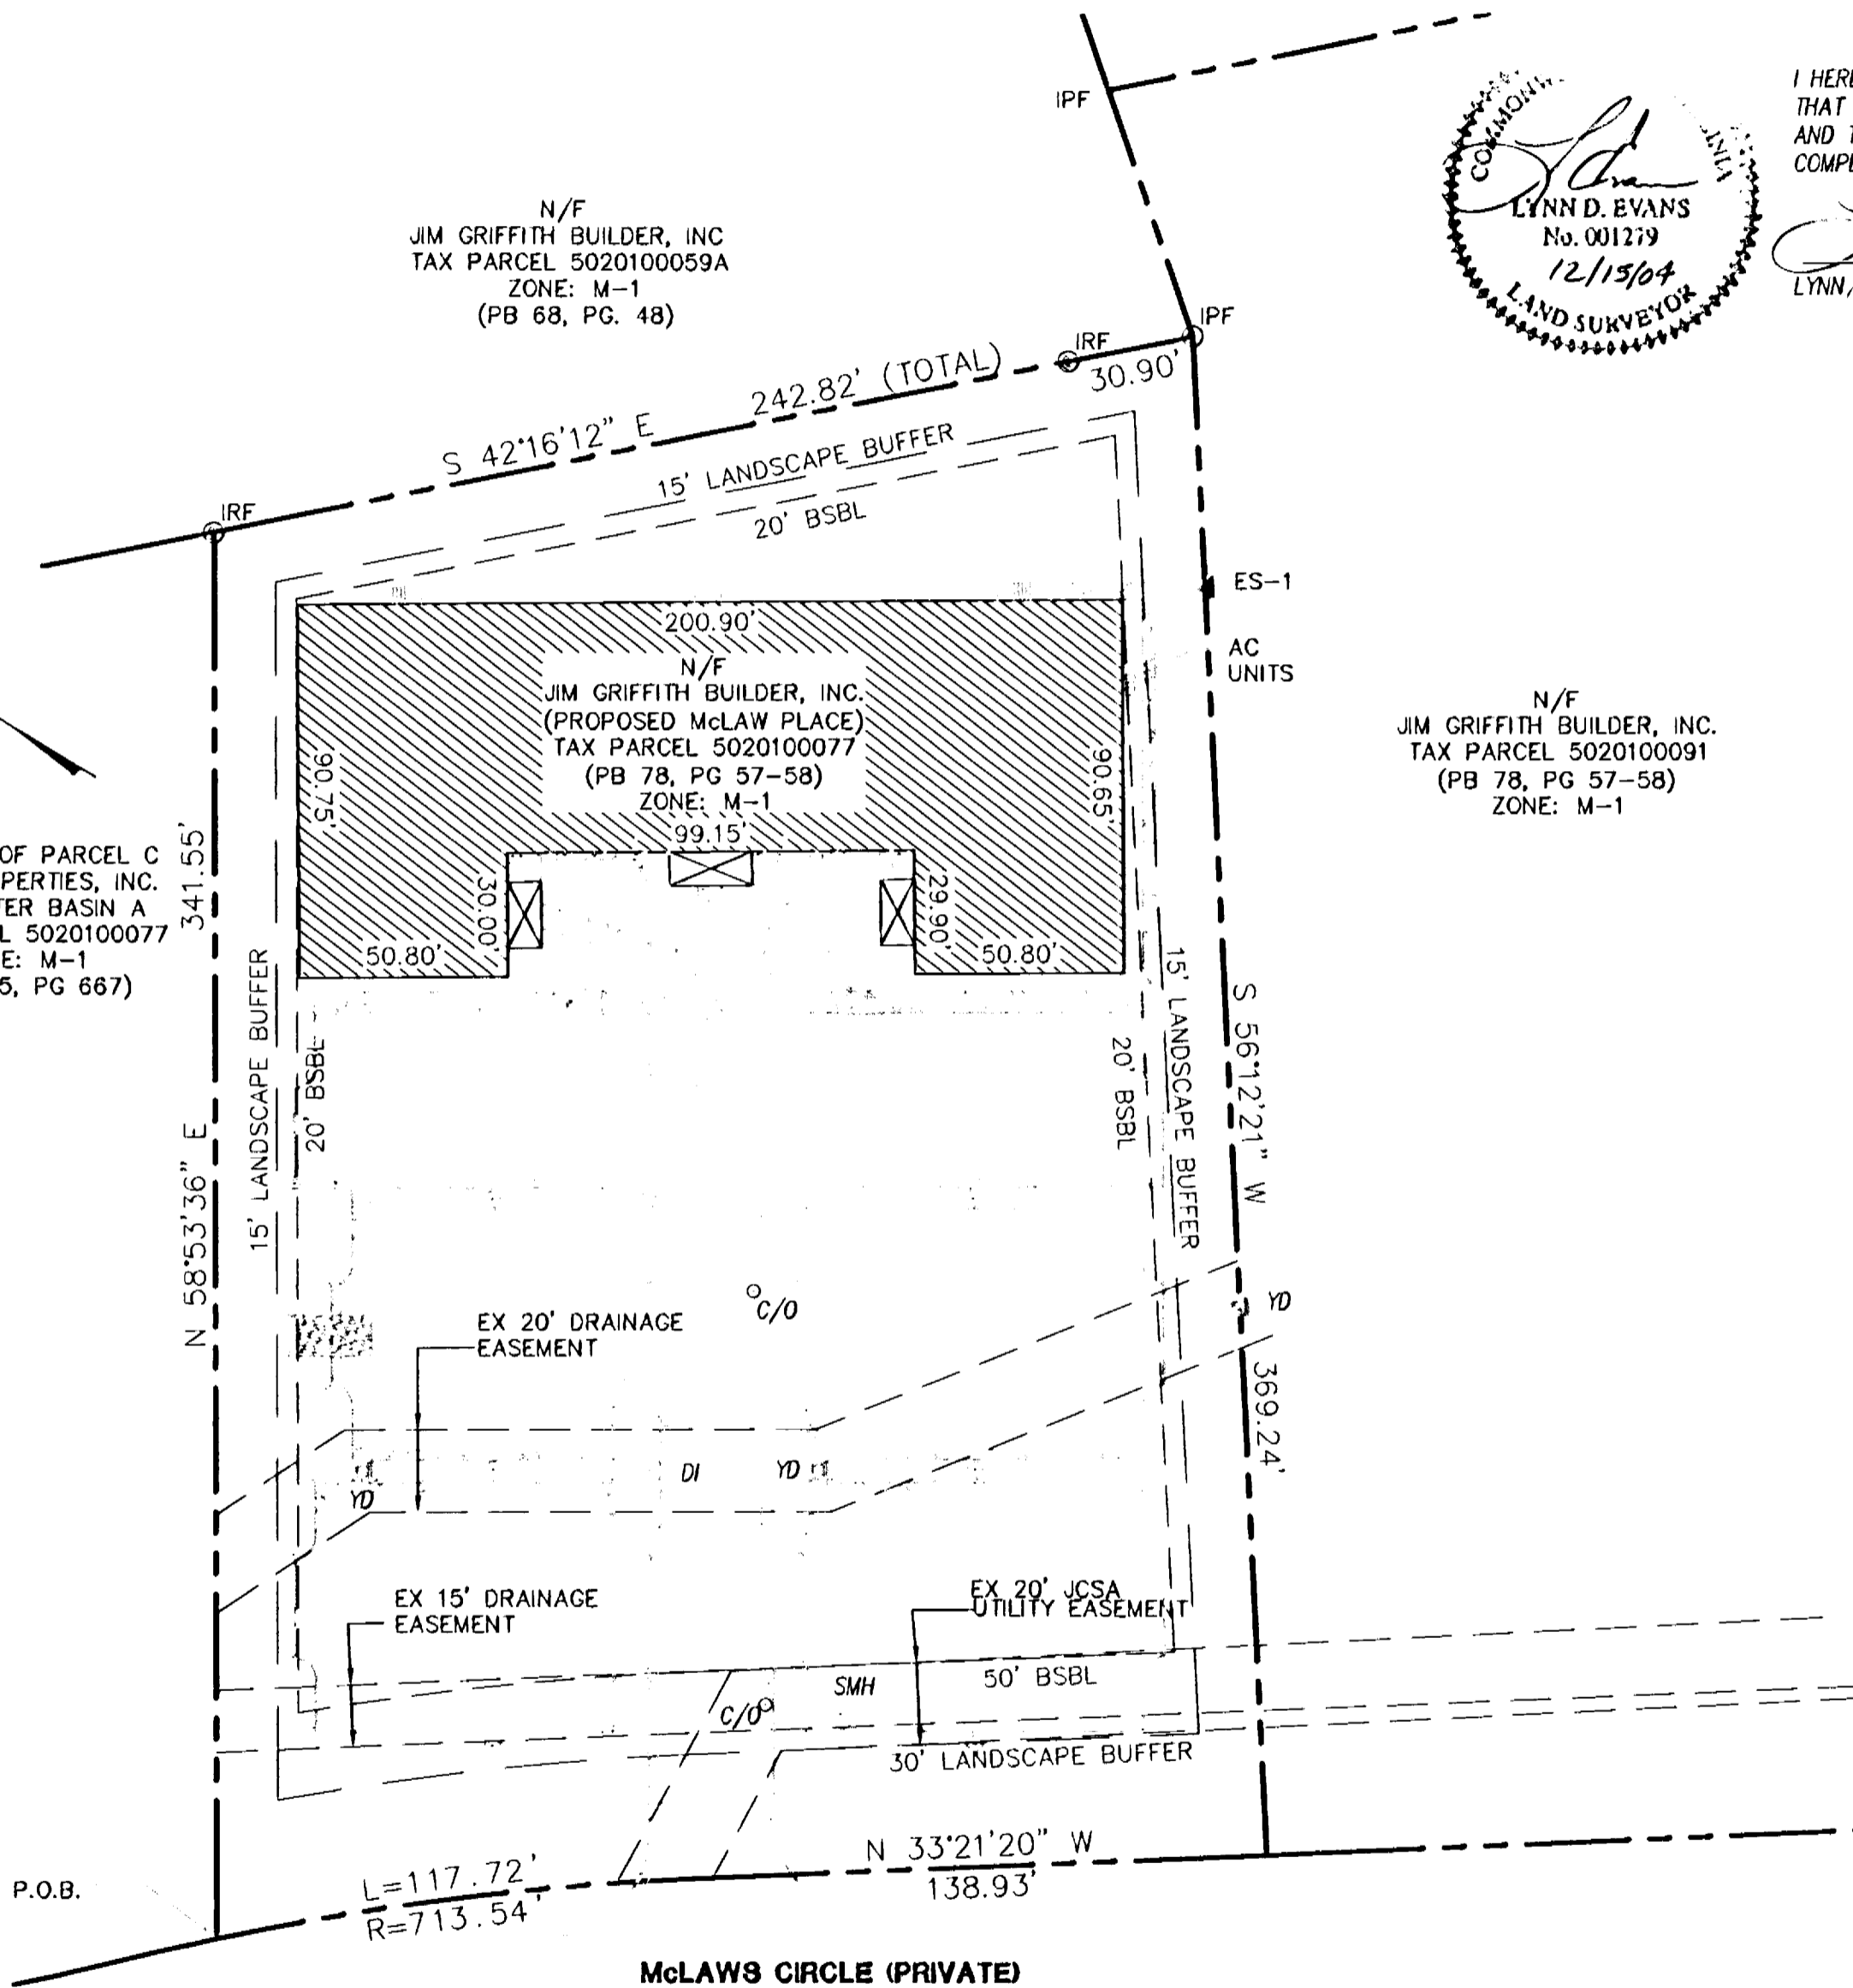 IPF
I HERE
THAT
AND T
COMPL
COMMONW
INIA
LYNN D. EVANS
No. 001279
12/15/04
LAND SURVEYOR
LYNN,
N/F
JIM GRIFFITH BUILDER, INC
TAX PARCEL 5020100059A
ZONE: M-1
(PB 68, PG. 48)
IPF
IRF
30.90'
242.82' (TOTAL)
S 42°16'12" E
15' LANDSCAPE BUFFER
20' BSBL
IRF
ES-1
AC
UNITS
200.90'
N/F
JIM GRIFFITH BUILDER, INC.
(PROPOSED McLAW PLACE)
TAX PARCEL 5020100077
(PB 78, PG 57-58)
ZONE: M-1
99.15'
90.75'
90.65'
30.00'
29.90'
50.80'
50.80'
N/F
JIM GRIFFITH BUILDER, INC.
TAX PARCEL 5020100091
(PB 78, PG 57-58)
ZONE: M-1
OF PARCEL C
PERTIES, INC.
TER BASIN A
L 5020100077
E: M-1
5, PG 667)
341.55'
N 58°53'36" E
15' LANDSCAPE BUFFER
20' BSBL
20' BSBL
15' LANDSCAPE BUFFER
S 56°12'21" W
369.24'
C/O
EX 20' DRAINAGE
EASEMENT
YD
DI
YD
YD
EX 15' DRAINAGE
EASEMENT
EX 20' JCSA
UTILITY EASEMENT
50' BSBL
SMH
C/O
30' LANDSCAPE BUFFER
N 33°21'20" W
138.93'
L=117.72'
R=713.54'
P.O.B.
McLAWS CIRCLE (PRIVATE)